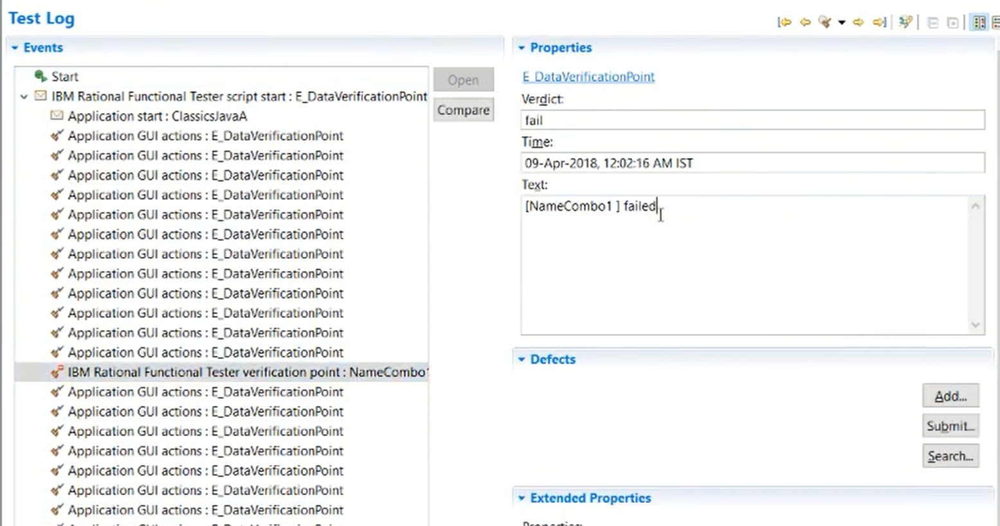 Test Log
Events
Start
IBM Rational Functional Tester script start : E_DataVerificationPoint
Application start : ClassicsJavaA
Application GUI actions : E_DataVerificationPoint
Application GUI actions : E_DataVerificationPoint
Application GUI actions : E_DataVerificationPoint
Application GUI actions : E_DataVerificationPoint
Application GUI actions : E_DataVerificationPoint
Application GUI actions : E_DataVerificationPoint
Application GUI actions : E_DataVerificationPoint
Application GUI actions : E_DataVerificationPoint
Application GUI actions : E_DataVerificationPoint
Application GUI actions : E_DataVerificationPoint
Application GUI actions : E_DataVerificationPoint
Application GUI actions : E_DataVerificationPoint
IBM Rational Functional Tester verification point : NameCombo1
Application GUI actions : E_DataVerificationPoint
Application GUI actions : E_DataVerificationPoint
Application GUI actions : E_DataVerificationPoint
Application GUI actions : E_DataVerificationPoint
Application GUI actions : E_DataVerificationPoint
Application GUI actions : E_DataVerificationPoint
Application GUI actions : E_DataVerificationPoint
Open
Compare
Properties
E_DataVerificationPoint
Verdict:
fail
Time:
09-Apr-2018, 12:02:16 AM IST
Text:
[NameCombo1 ] failed
Defects
Add...
Submit...
Search...
Extended Properties